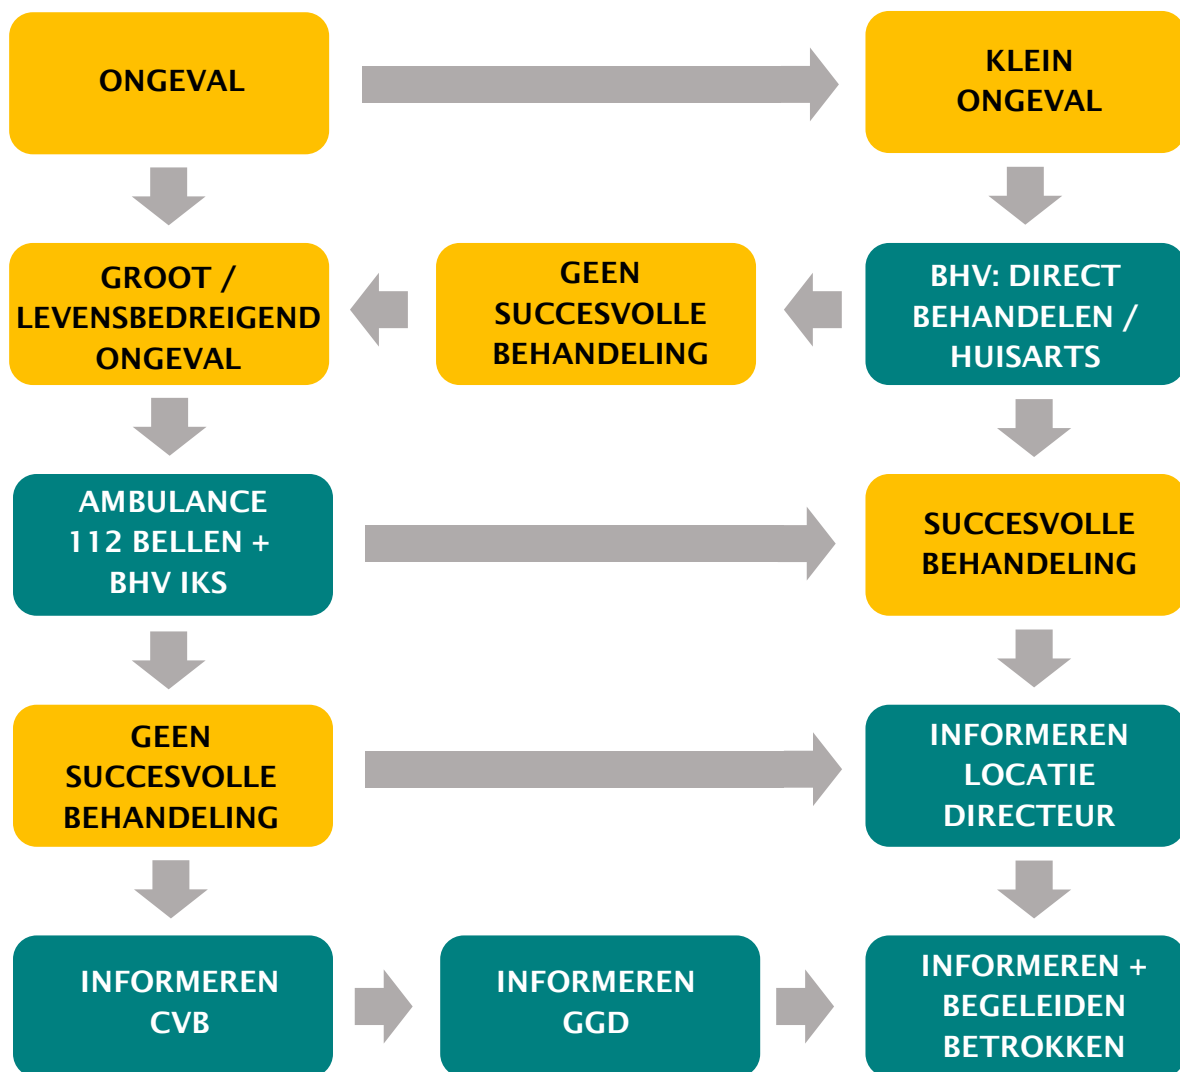 ONGEVAL
KLEIN
ONGEVAL
GROOT /
LEVENSBEDREIGEND
ONGEVAL
GEEN
SUCCESVOLLE
BEHANDELING
BHV: DIRECT
BEHANDELEN /
HUISARTS
AMBULANCE
112 BELLEN +
BHV IKS
SUCCESVOLLE
BEHANDELING
GEEN
SUCCESVOLLE
BEHANDELING
INFORMEREN
LOCATIE
DIRECTEUR
INFORMEREN
CVB
INFORMEREN
GGD
INFORMEREN +
BEGELEIDEN
BETROKKEN